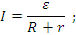 I = ε / (R + r) ;